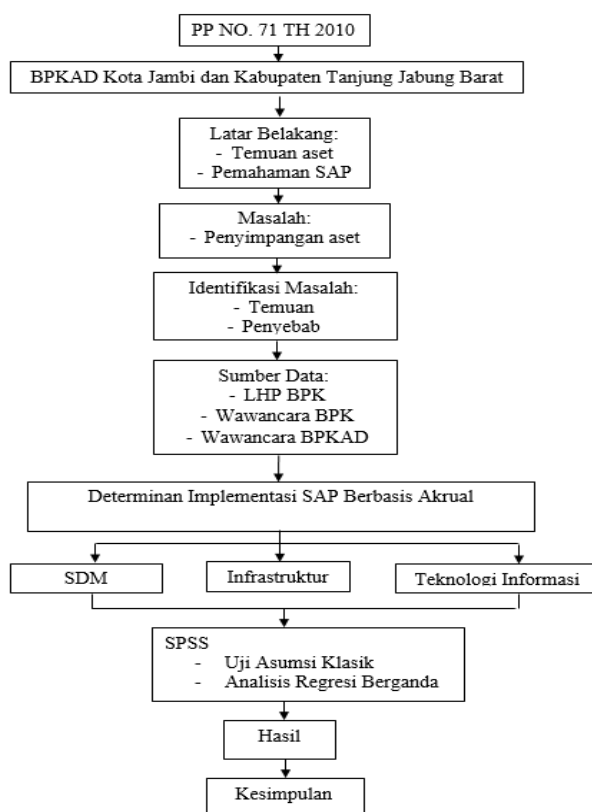 PP NO. 71 TH 2010
BPKAD Kota Jambi dan Kabupaten Tanjung Jabung Barat
Latar Belakang:
- Temuan aset
- Pemahaman SAP
Masalah:
- Penyimpangan aset
Identifikasi Masalah:
- Temuan
- Penyebab
Sumber Data:
- LHP BPK
- Wawancara BPK
- Wawancara BPKAD
Determinan Implementasi SAP Berbasis Akrual
SDM
Infrastruktur
Teknologi Informasi
SPSS
- Uji Asumsi Klasik
- Analisis Regresi Berganda
Hasil
Kesimpulan